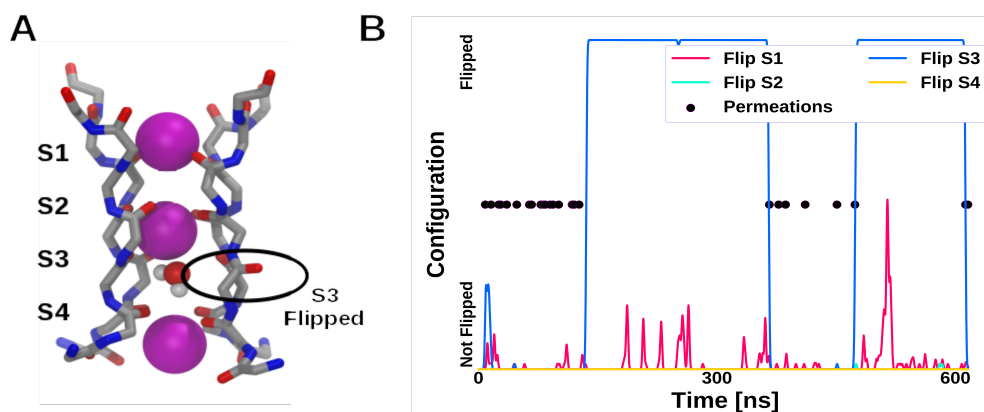 A
S1
S2
S3
S4
S3
Flipped
B
Configuration
Flipped
Not Flipped
Flip S1
Flip S2
Permeations
Flip S3
Flip S4
0
300
600
Time [ns]